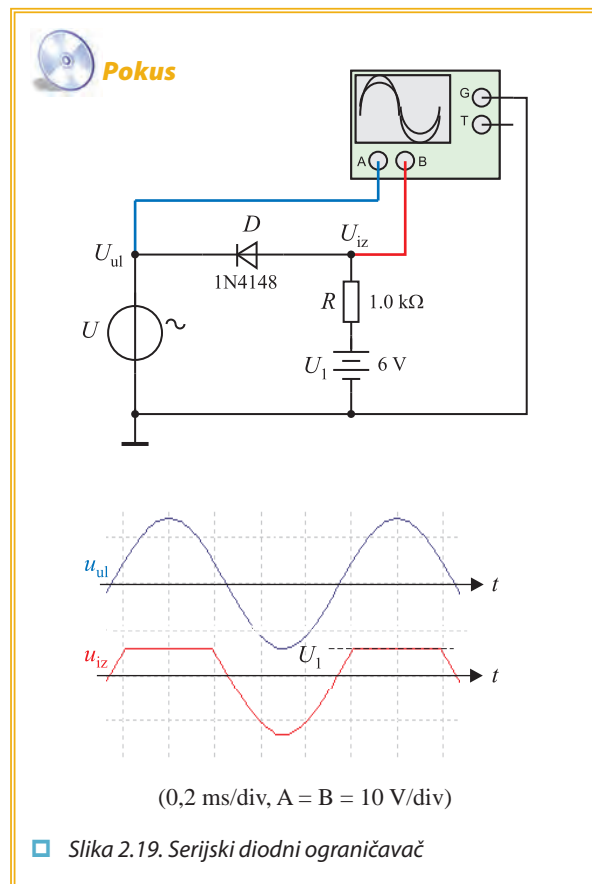 Pokus
G
T
A B
D
U_ul U_iz
1N4148
R 1.0 kΩ
U ~
U_1 6 V
u_ul t
U_1
u_iz t
(0,2 ms/div, A = B = 10 V/div)
Slika 2.19. Serijski diodni ograničavač